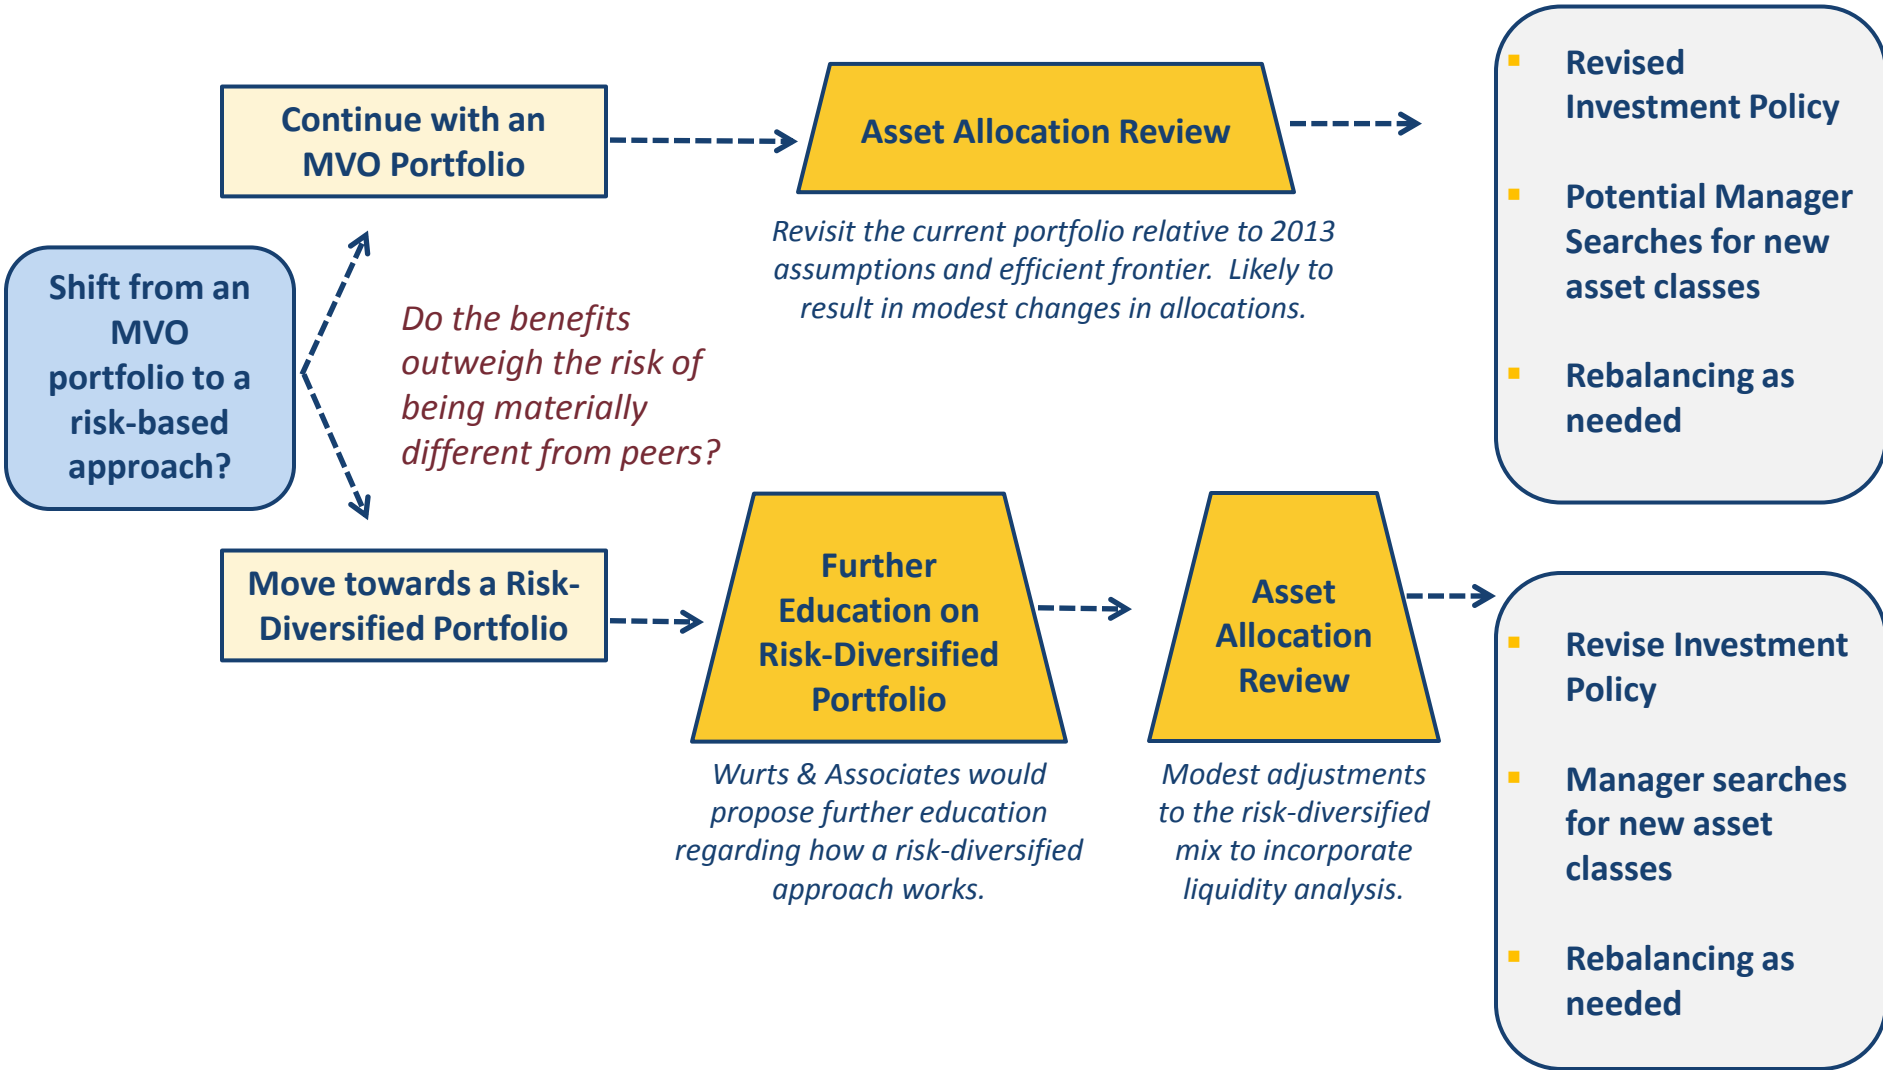 Shift from an
MVO
portfolio to a
risk-based
approach?
Do the benefits
outweigh the risk of
being materially
different from peers?
Continue with an
MVO Portfolio
Asset Allocation Review
Revisit the current portfolio relative to 2013
assumptions and efficient frontier.  Likely to
result in modest changes in allocations.
Revised
Investment Policy
Potential Manager
Searches for new
asset classes
Rebalancing as
needed
Move towards a Risk-
Diversified Portfolio
Further
Education on
Risk-Diversified
Portfolio
Wurts & Associates would
propose further education
regarding how a risk-diversified
approach works.
Asset
Allocation
Review
Modest adjustments
to the risk-diversified
mix to incorporate
liquidity analysis.
Revise Investment
Policy
Manager searches
for new asset
classes
Rebalancing as
needed